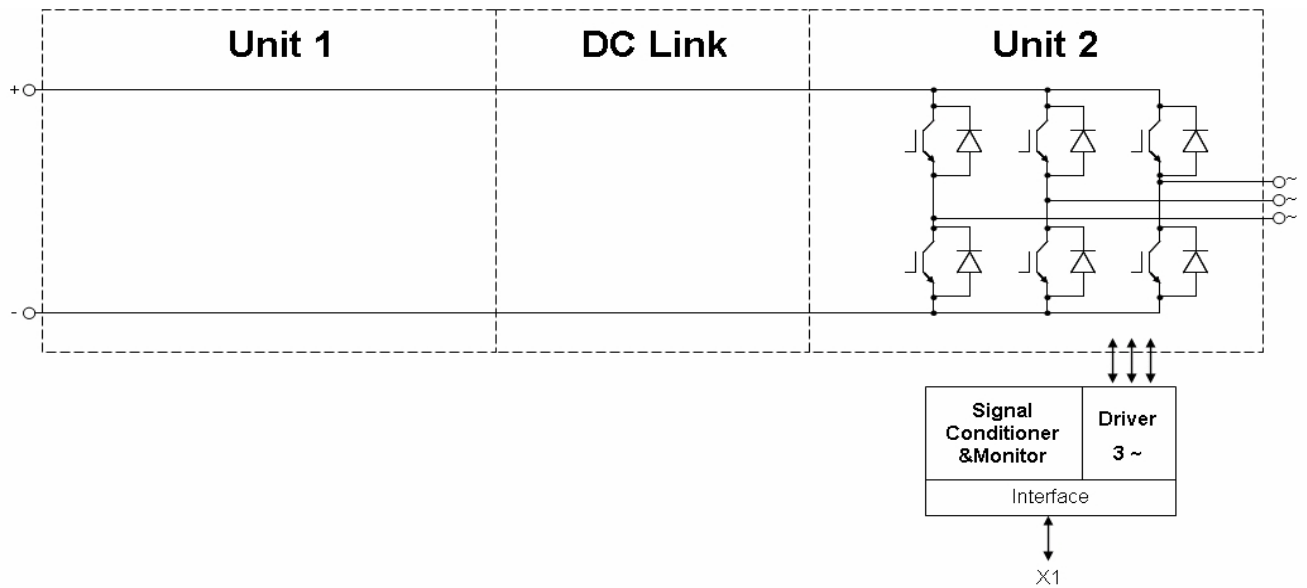 Unit 1
DC Link
Unit 2
+
~
~
~
-
Signal
Conditioner
&Monitor
Driver
3 ~
Interface
X1